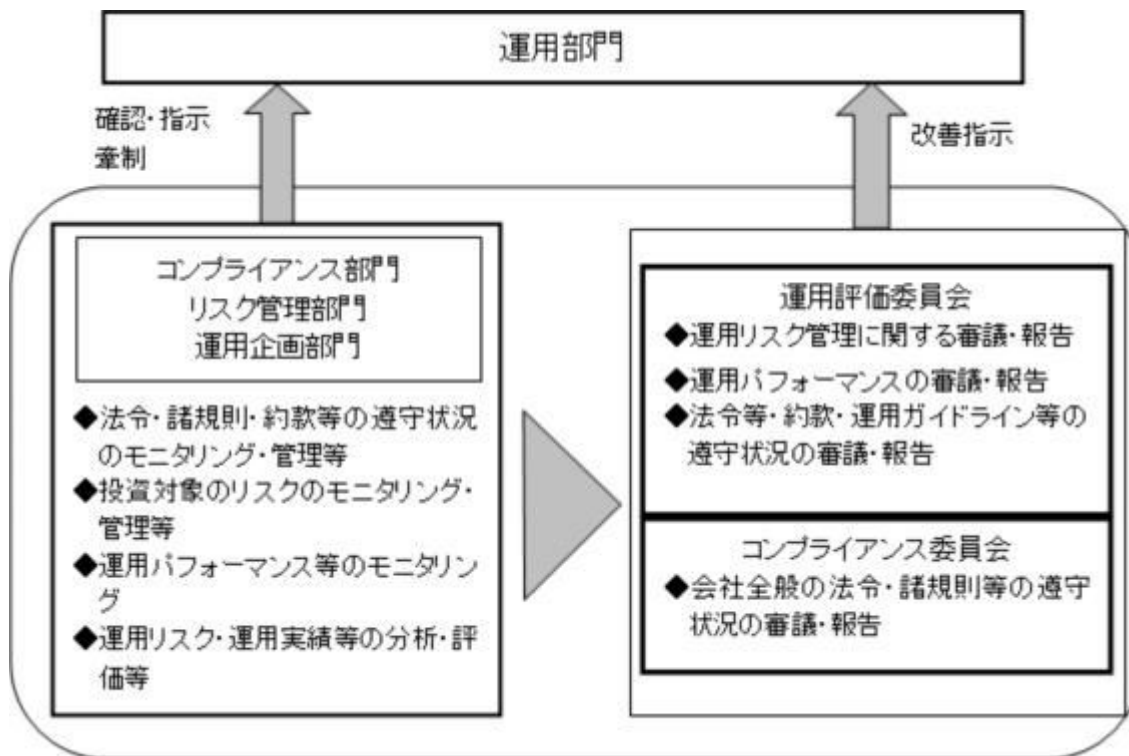 運用部門
確認・指示
牽制
改善指示
コンプライアンス部門
リスク管理部門
運用企画部門
◆法令・諸規則・約款等の遵守状況
のモニタリング・管理等
◆投資対象のリスクのモニタリング・
管理等
◆運用パフォーマンス等のモニタリン
グ
◆運用リスク・運用実績等の分析・評
価等
運用評価委員会
◆運用リスク管理に関する審議・報告
◆運用パフォーマンスの審議・報告
◆法令等・約款・運用ガイドライン等の
遵守状況の審議・報告
コンプライアンス委員会
◆会社全般の法令・諸規則等の遵守
状況の審議・報告